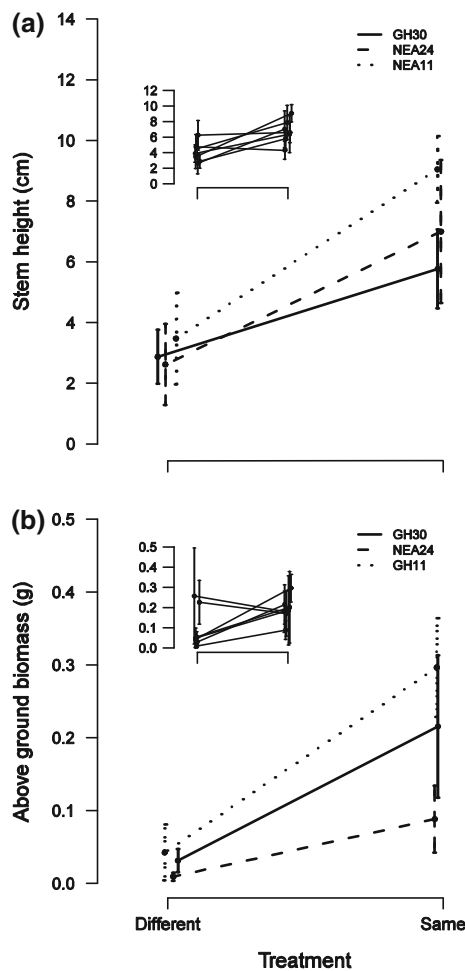 (a)
GH30
NEA24
NEA11
Stem height (cm)
14
12
10
8
6
4
2
0
12
10
8
6
4
2
0
(b)
GH30
NEA24
GH11
Above ground biomass (g)
0.5
0.4
0.3
0.2
0.1
0.0
0.5
0.4
0.3
0.2
0.1
0.0
Different
Same
Treatment